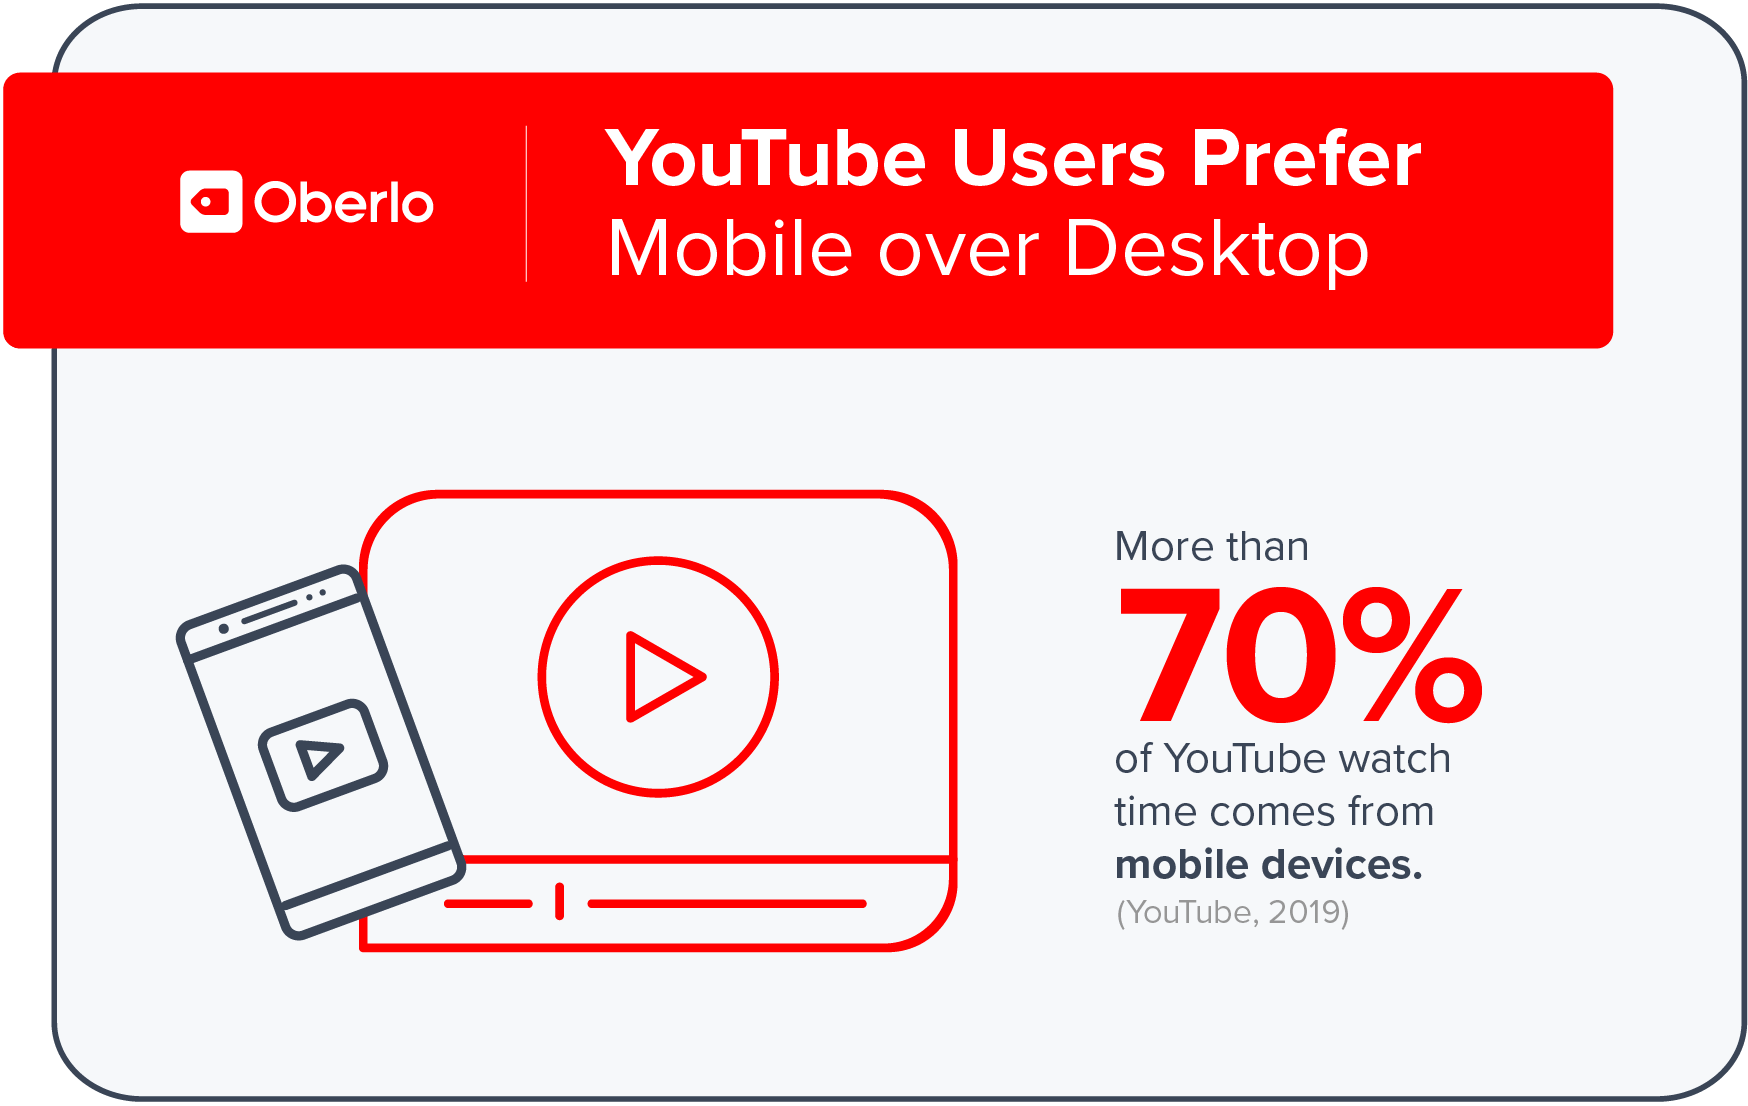 Oberlo
YouTube Users Prefer
Mobile over Desktop
More than
70%
of YouTube watch
time comes from
mobile devices.
(YouTube, 2019)